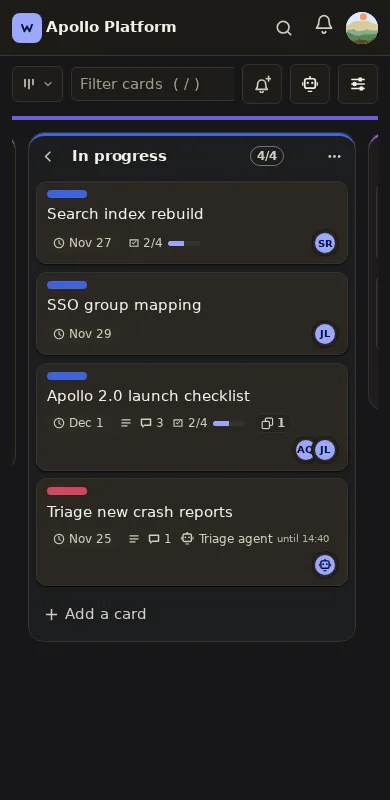 W Apollo Platform
Filter cards ( / )
In progress 4/4
Search index rebuild
Nov 27 2/4
SR
SSO group mapping
Nov 29
JL
Apollo 2.0 launch checklist
Dec 1 3 2/4 1
JL
Triage new crash reports
Nov 25 1 Triage agent until 14:40
+ Add a card